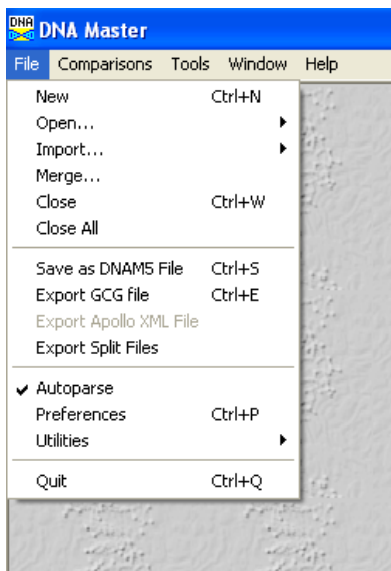 DNA
DNA Master
File Comparisons Tools Window Help
New Ctrl+N
Open...
Import...
Merge...
Close Ctrl+W
Close All
Save as DNAM5 File Ctrl+S
Export GCG file Ctrl+E
Export Apollo XML File
Export Split Files
Autoparse
Preferences Ctrl+P
Utilities
Quit Ctrl+Q